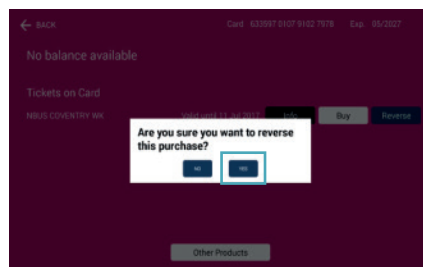 ← BACK
Card 633597 0107 9102 7978 Exp 05/2027
No balance available
Tickets on Card
NBUS COVENTRY WK Valid until 11 Jul 2017 Info Buy Reverse
Are you sure you want to reverse
this purchase?
NO YES
Other Products